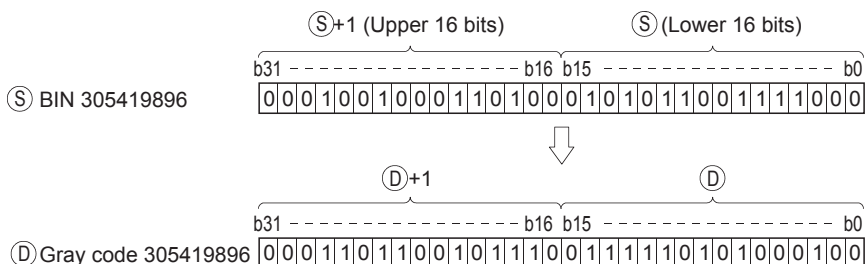 Ⓢ+1 (Upper 16 bits) Ⓢ (Lower 16 bits)
b31 b16 b15 b0
Ⓢ BIN 305419896 0 0 0 1 0 0 1 0 0 0 1 1 0 1 0 0 0 1 0 1 0 1 1 0 0 1 1 1 1 0 0 0
Ⓓ+1 Ⓓ
b31 b16 b15 b0
Ⓓ Gray code 305419896 0 0 0 1 1 0 1 1 0 0 1 0 1 1 1 0 0 1 1 1 1 1 0 1 0 1 0 0 0 1 0 0